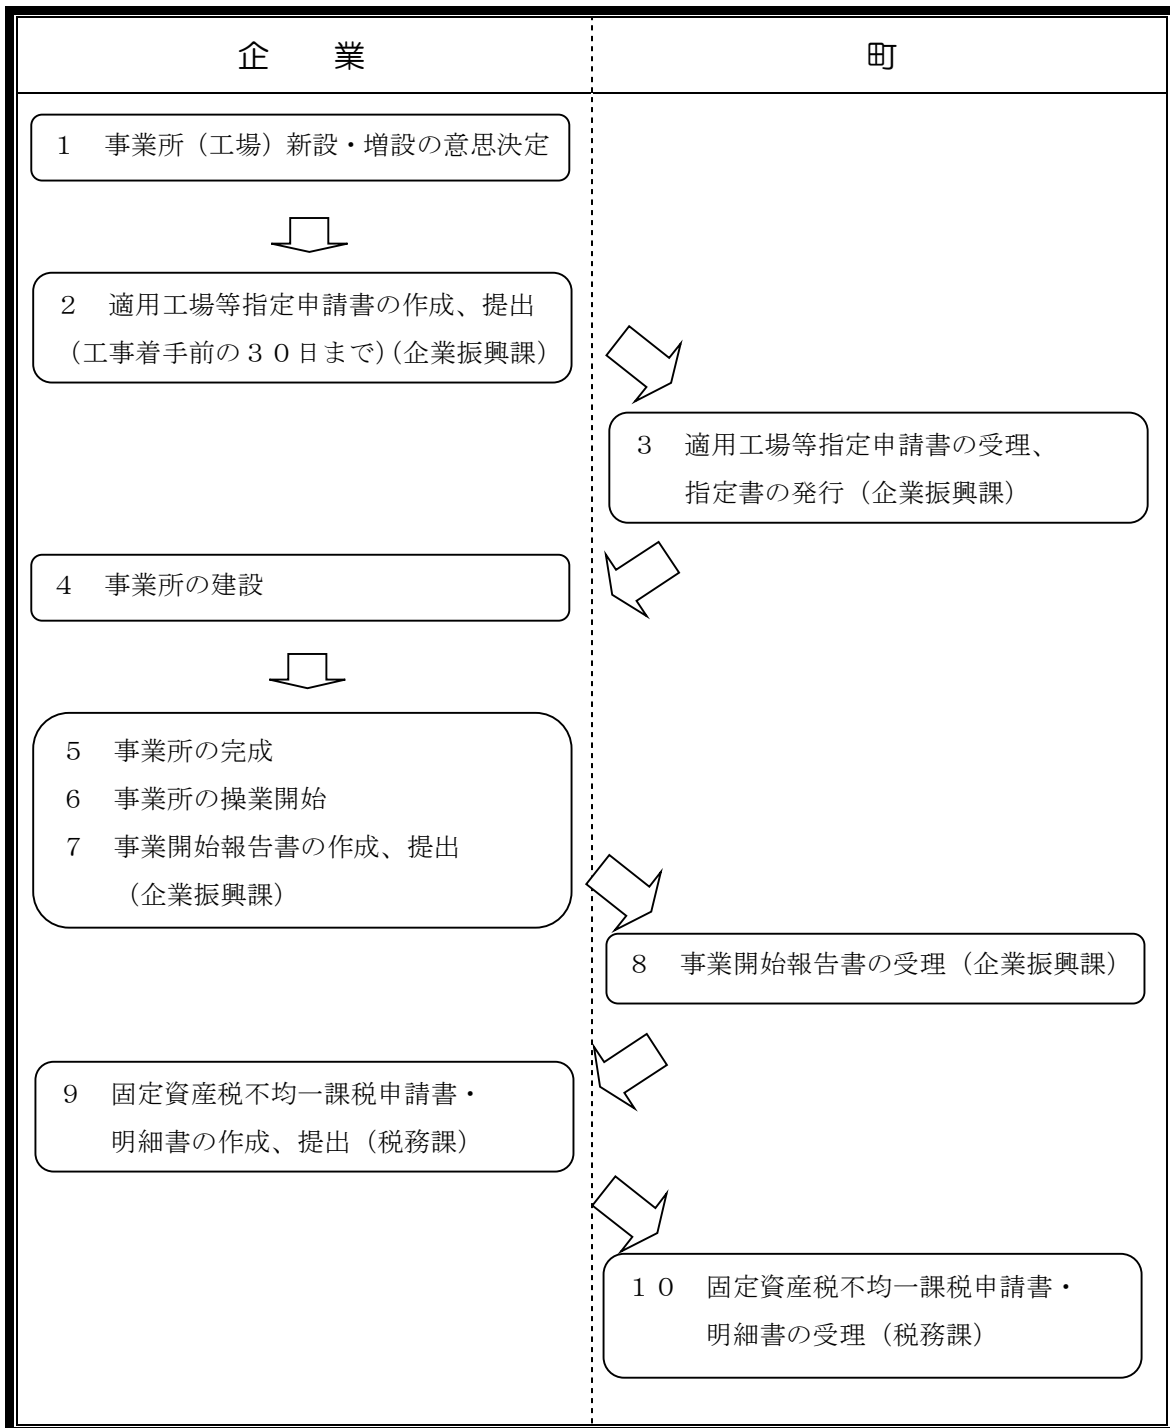 企　　業
町
１　事業所（工場）新設・増設の意思決定
２　適用工場等指定申請書の作成、提出
（工事着手前の３０日まで）（企業振興課）
３　適用工場等指定申請書の受理、
指定書の発行（企業振興課）
４　事業所の建設
５　事業所の完成
６　事業所の操業開始
７　事業開始報告書の作成、提出
（企業振興課）
８　事業開始報告書の受理（企業振興課）
９　固定資産税不均一課税申請書・
明細書の作成、提出（税務課）
１０　固定資産税不均一課税申請書・
明細書の受理（税務課）